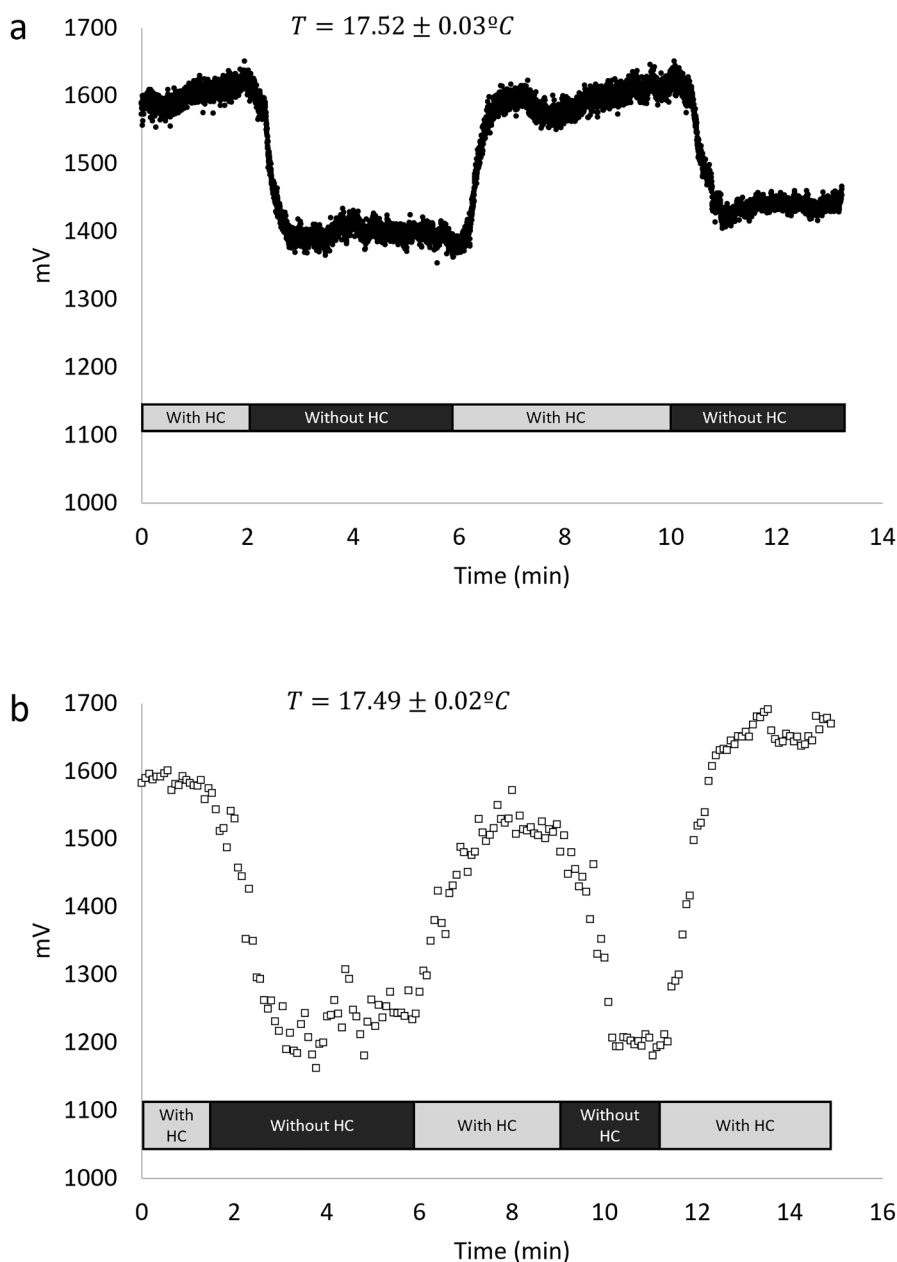 a
T = 17.52 ± 0.03ºC
1700
1600
1500
1400
1300
1200
1100
1000
mV
With HC
Without HC
With HC
Without HC
0 2 4 6 8 10 12 14
Time (min)
b
T = 17.49 ± 0.02ºC
1700
1600
1500
1400
1300
1200
1100
1000
mV
With
HC
Without HC
With HC
Without
HC
With HC
0 2 4 6 8 10 12 14 16
Time (min)